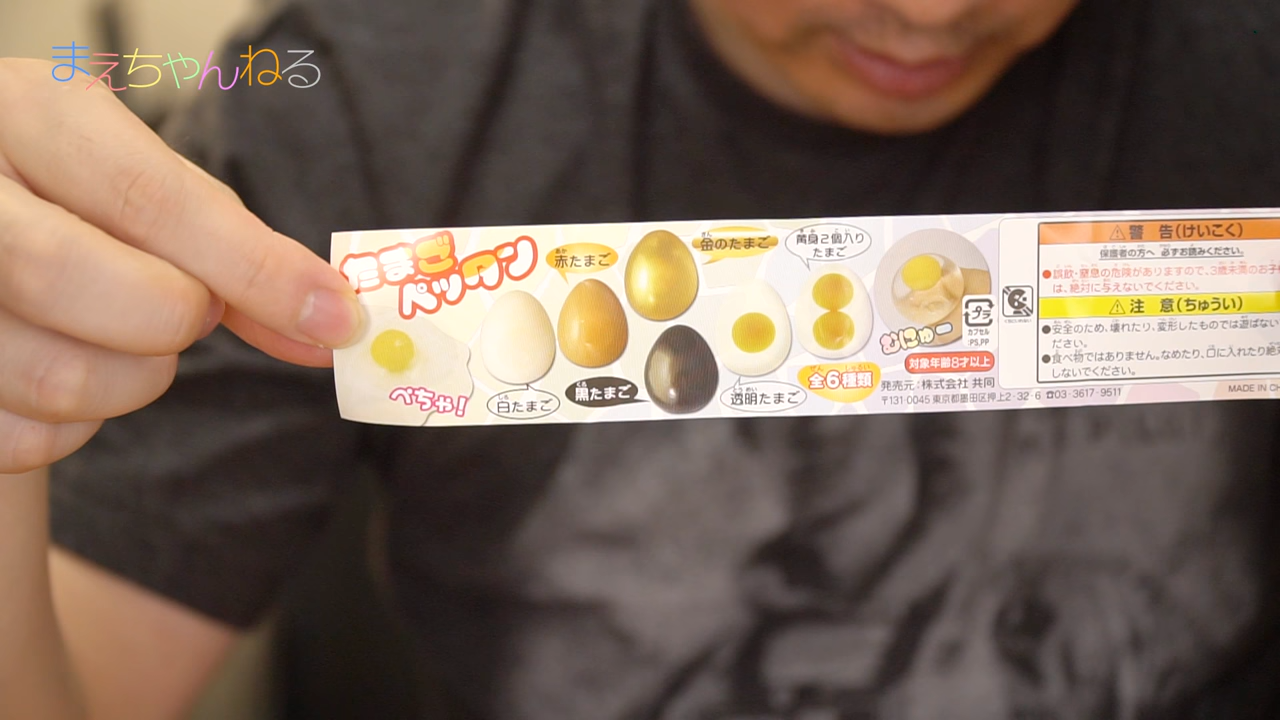 まえちゃんねる
たまご
ペッタン
ぺちゃ!
白たまご
赤たまご
黒たまご
金のたまご
透明たまご
黄身2個入り
たまご
全6種類
むにゅー
プラ
カプセル
:PS,PP
対象年齢8才以上
発売元:株式会社 共同
〒131-0045 東京都墨田区押上2-32-6 ☎03-3617-9511
⚠警 告(けいこく)
保護者の方へ 必ずお読みください。
●誤飲・窒息の危険がありますので、3歳未満のお子様に
は、絶対に与えないでください。
⚠注 意(ちゅうい)
●安全のため、壊れたり、変形したものでは遊ばない
ださい。
●食べ物ではありません。なめたり、口に入れたり絶対
しないでください。
MADE IN CH